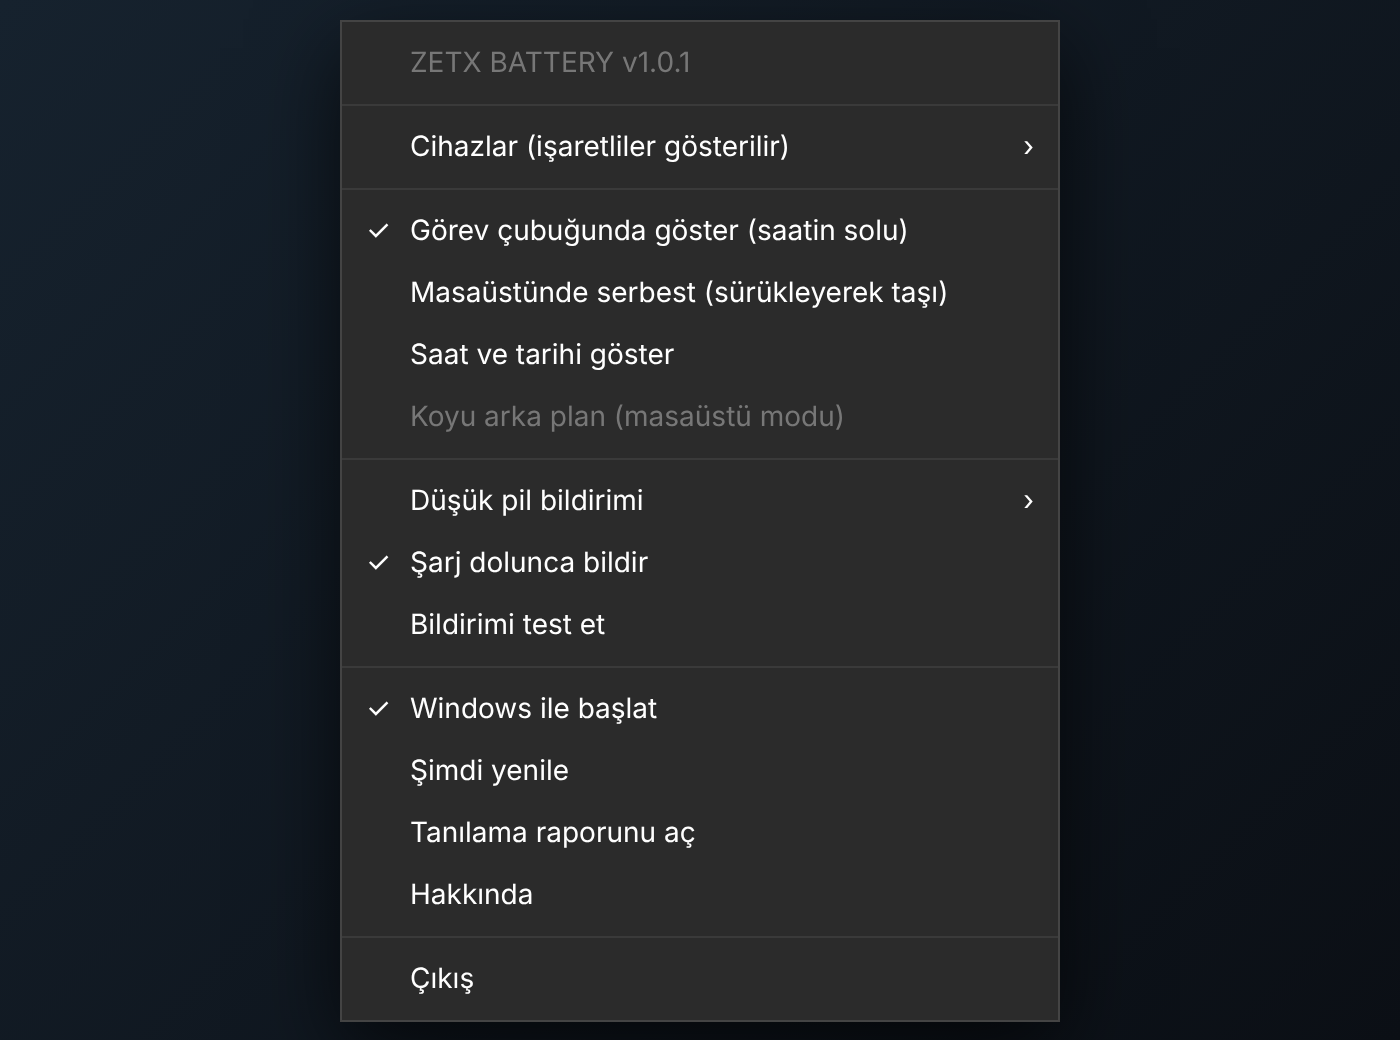 ZETX BATTERY v1.0.1
Cihazlar (işaretliler gösterilir) ›
✓ Görev çubuğunda göster (saatin solu)
Masaüstünde serbest (sürükleyerek taşı)
Saat ve tarihi göster
Koyu arka plan (masaüstü modu)
Düşük pil bildirimi ›
✓ Şarj dolunca bildir
Bildirimi test et
✓ Windows ile başlat
Şimdi yenile
Tanılama raporunu aç
Hakkında
Çıkış